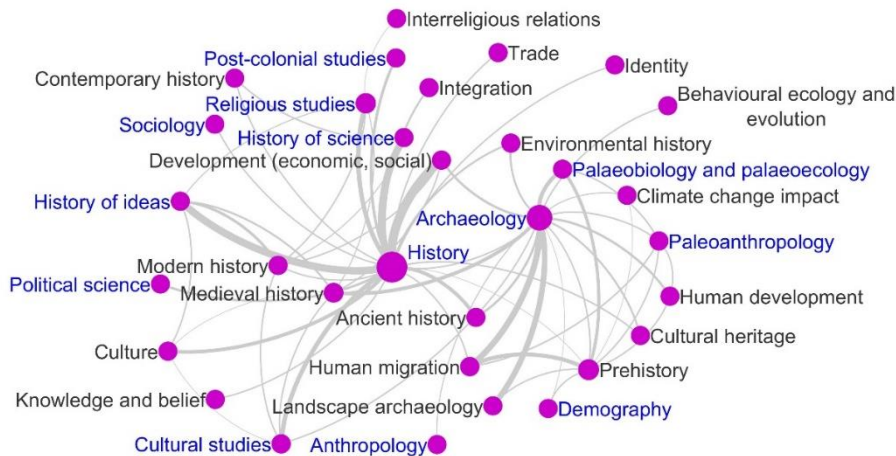 Interreligious relations
Post-colonial studies
Trade
Identity
Contemporary history
Integration
Behavioural ecology and
evolution
Religious studies
Sociology
History of science
Environmental history
Development (economic, social)
Palaeobiology and palaeoecology
Climate change impact
History of ideas
Archaeology
Paleoanthropology
History
Modern history
Political science
Medieval history
Human development
Ancient history
Cultural heritage
Culture
Human migration
Prehistory
Knowledge and belief
Landscape archaeology
Demography
Cultural studies
Anthropology